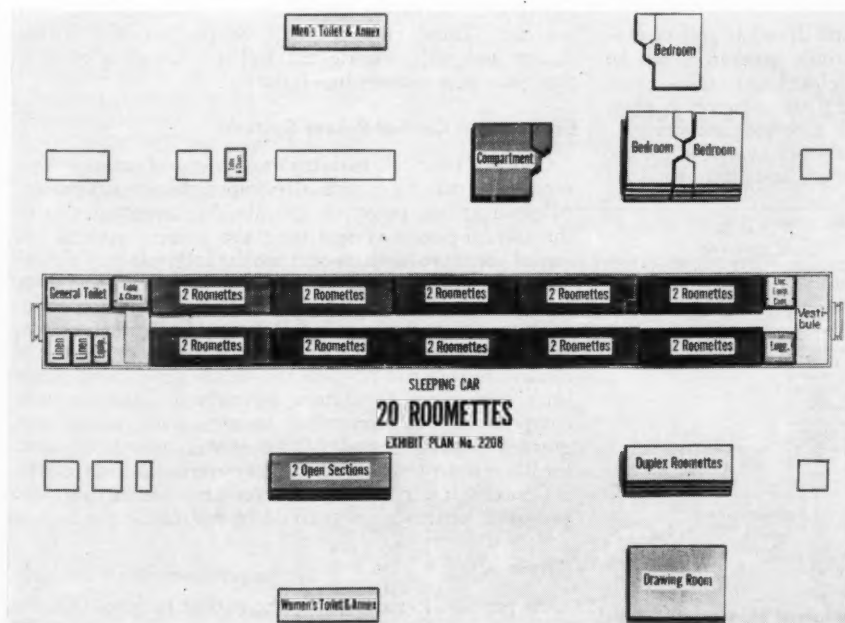 Men's Toilet & Annex
Bedroom
Compartment
Bedroom
Bedroom
General Toilet
2 Roomettes
2 Roomettes
2 Roomettes
2 Roomettes
2 Roomettes
Vesti-
bule
Linen
Linen
2 Roomettes
2 Roomettes
2 Roomettes
2 Roomettes
2 Roomettes
SLEEPING CAR
20 ROOMETTES
EXHIBIT PLAN No. 2208
2 Open Sections
Duplex Roomettes
Women's Toilet & Annex
Drawing Room